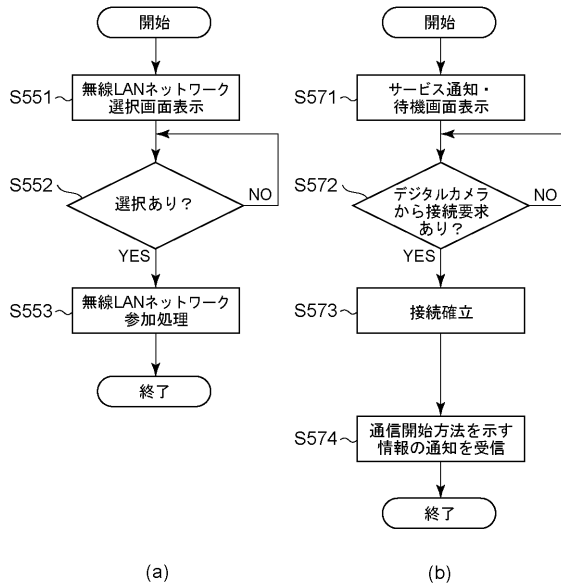 開始
S551
無線LANネットワーク
選択画面表示
S552
選択あり?
NO
YES
S553
無線LANネットワーク
参加処理
終了
(a)
開始
S571
サービス通知・
待機画面表示
S572
デジタルカメラ
から接続要求
あり?
NO
YES
S573
接続確立
S574
通信開始方法を示す
情報の通知を受信
終了
(b)